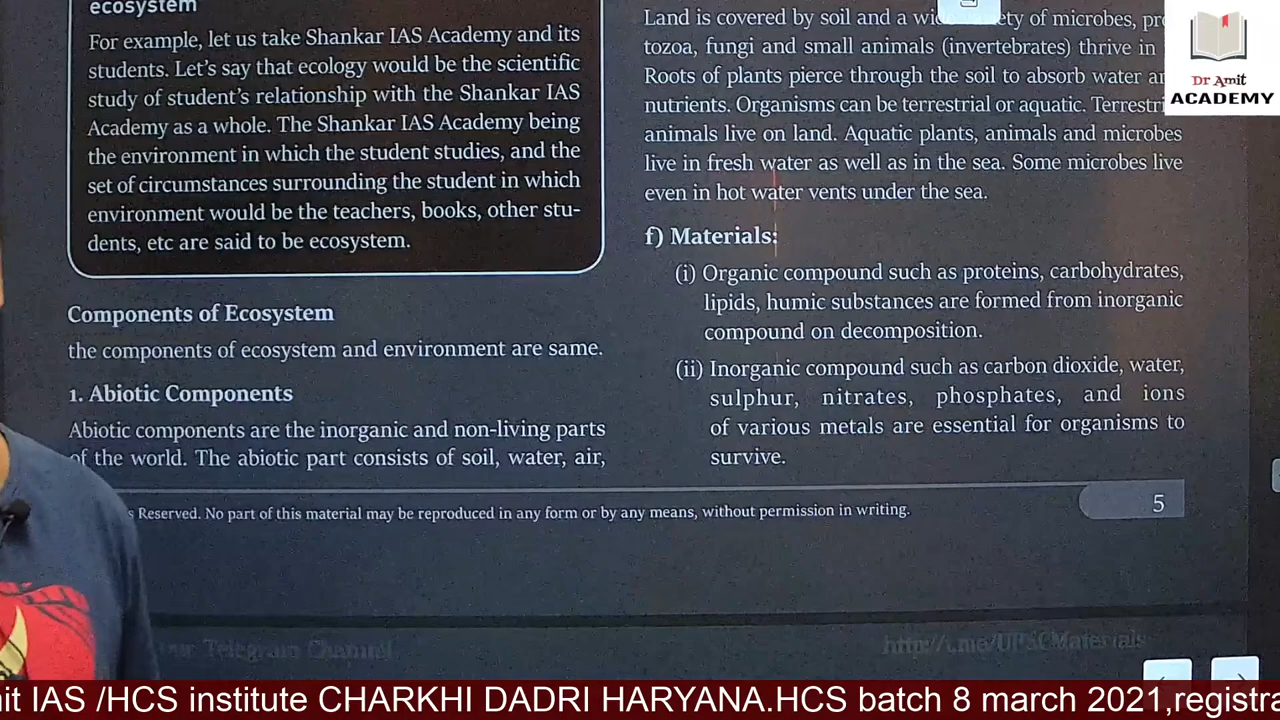 ecosystem
For example, let us take Shankar IAS Academy and its
students. Let's say that ecology would be the scientific
study of student's relationship with the Shankar IAS
Academy as a whole. The Shankar IAS Academy being
the environment in which the student studies, and the
set of circumstances surrounding the student in which
environment would be the teachers, books, other stu-
dents, etc are said to be ecosystem.
Components of Ecosystem
the components of ecosystem and environment are same.
1. Abiotic Components
Abiotic components are the inorganic and non-living parts
of the world. The abiotic part consists of soil, water, air,
Land is covered by soil and a of microbes,
tozoa, fungi and small animals (invertebrates) thrive in
Roots of plants pierce through the soil to absorb water
nutrients. Organisms can be terrestrial or aquatic.
animals live on land. Aquatic plants, animals and microbes
live in fresh water as well as in the sea. Some microbes live
even in hot water vents under the sea.
f) Materials:
(i) Organic compound such as proteins, carbohydrates,
lipids, humic substances are formed from inorganic
compound on decomposition.
(ii) Inorganic compound such as carbon dioxide, water,
sulphur, nitrates, phosphates, and ions
of various metals are essential for organisms to
survive.
Reserved. No part of this material may be reproduced in any form or by any means, without permission in writing.
5
Telegram Channel
http://t.me/UPSCMaterials
Dr Amit
ACADEMY
IAS /HCS institute CHARKHI DADRI HARYANA.HCS batch 8 march 2021,